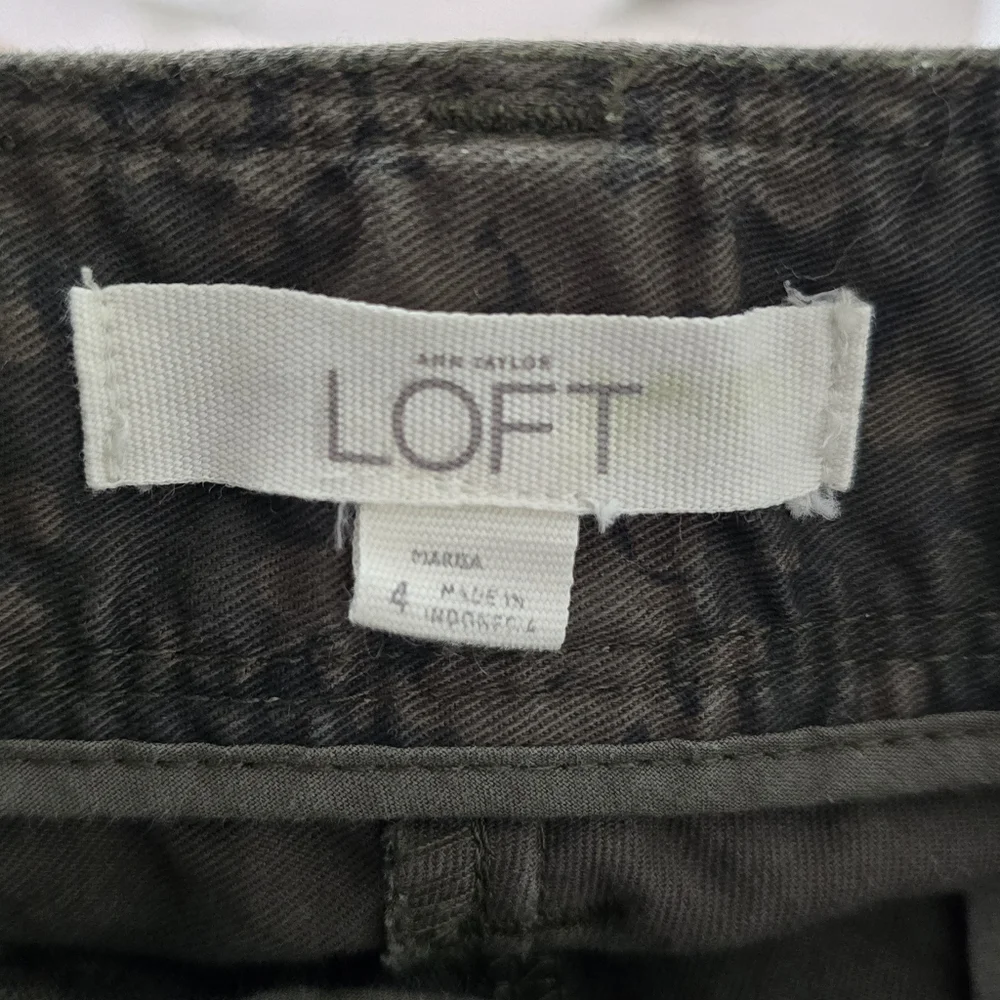 ANN TAYLOR
LOFT
MARISA
4 MADE IN
INDONESIA